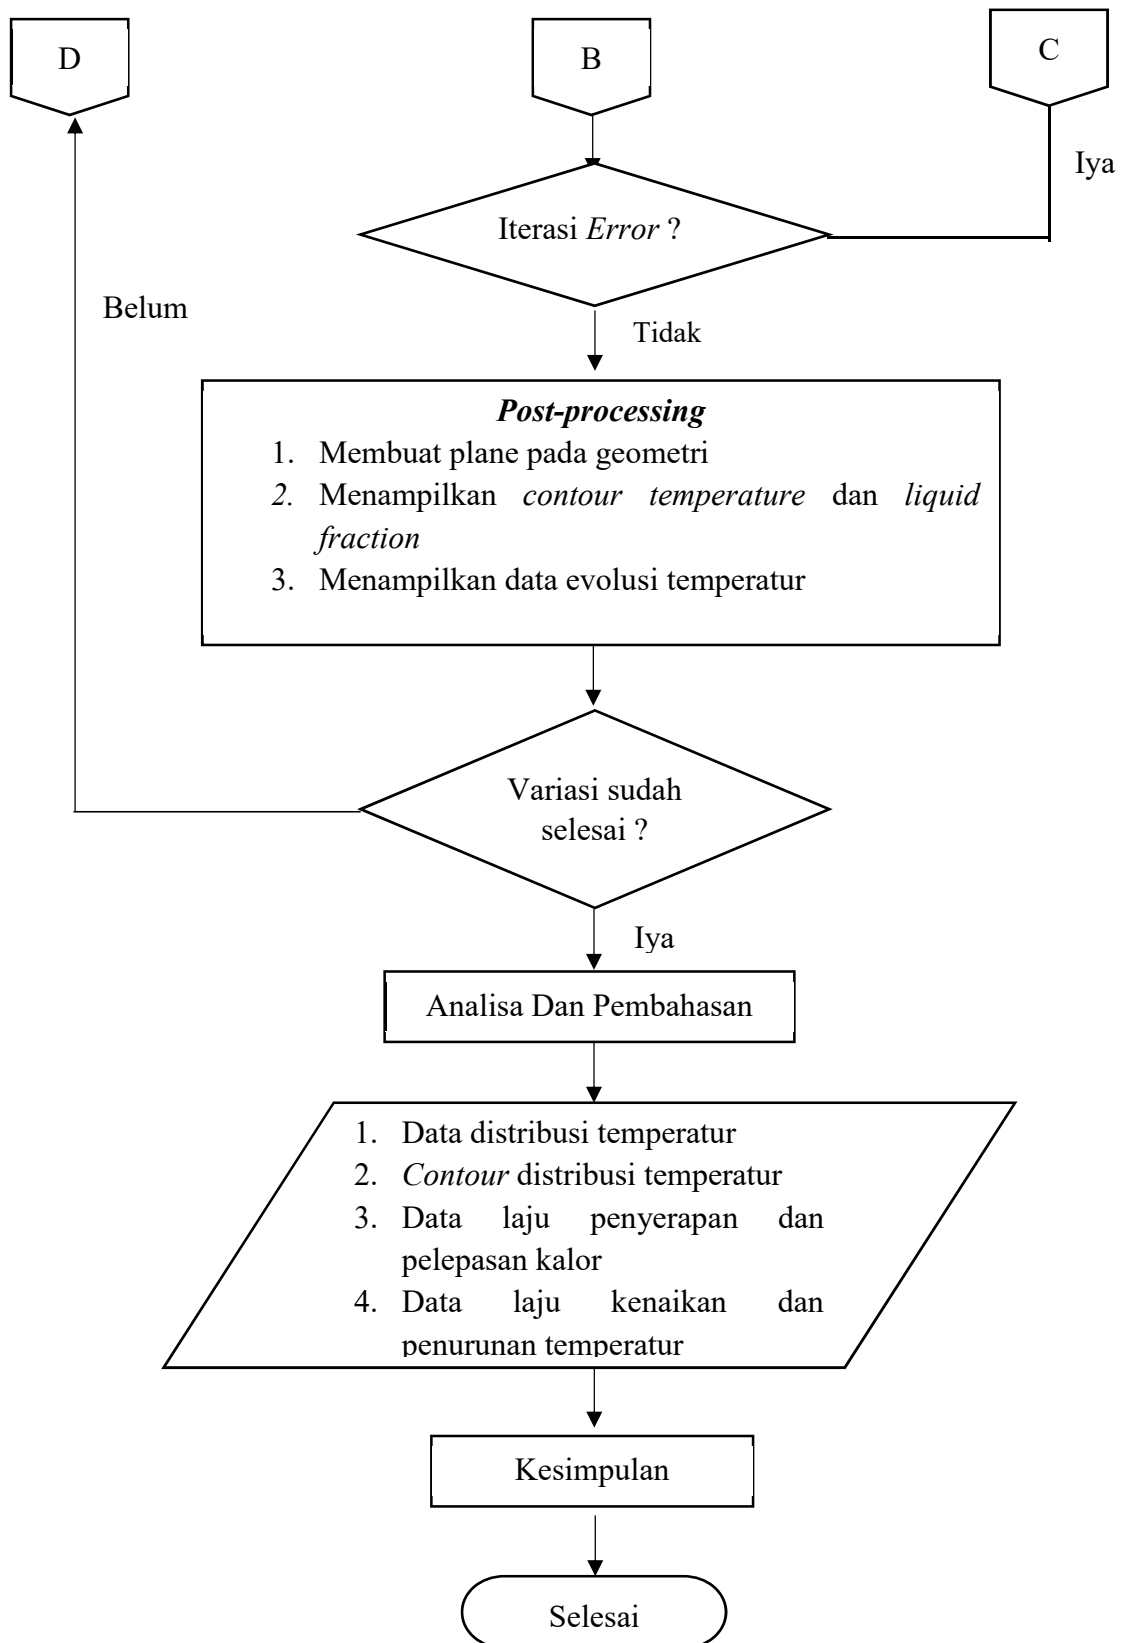 D
B
C
Iya
Iterasi Error ?
Belum
Tidak
Post-processing
1. Membuat plane pada geometri
2. Menampilkan contour temperature dan liquid
fraction
3. Menampilkan data evolusi temperatur
Variasi sudah
selesai ?
Iya
Analisa Dan Pembahasan
1. Data distribusi temperatur
2. Contour distribusi temperatur
3. Data laju penyerapan dan
pelepasan kalor
4. Data laju kenaikan dan
penurunan temperatur
Kesimpulan
Selesai